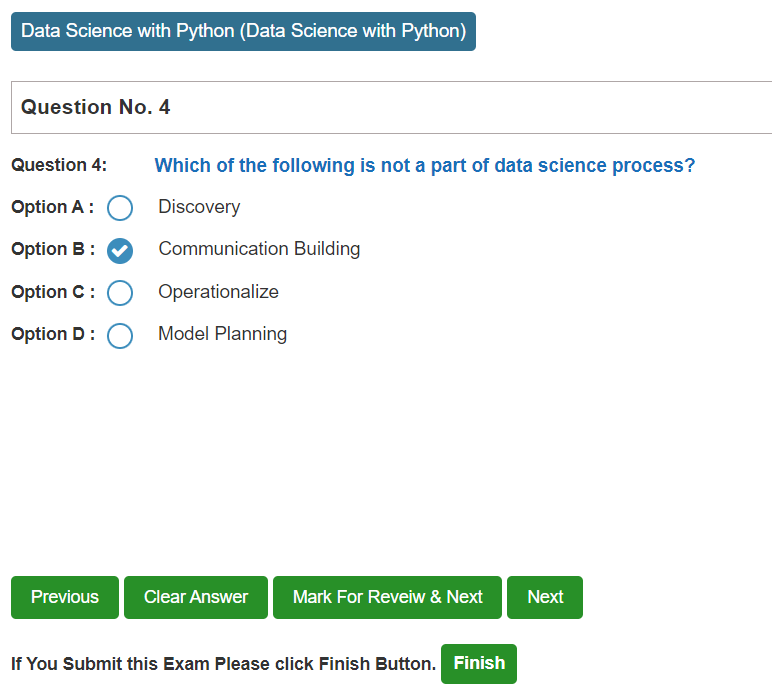 Data Science with Python (Data Science with Python)
Question No. 4
Question 4: Which of the following is not a part of data science process?
Option A : Discovery
Option B : Communication Building
Option C : Operationalize
Option D : Model Planning
Previous Clear Answer Mark For Reveiw & Next Next
If You Submit this Exam Please click Finish Button. Finish